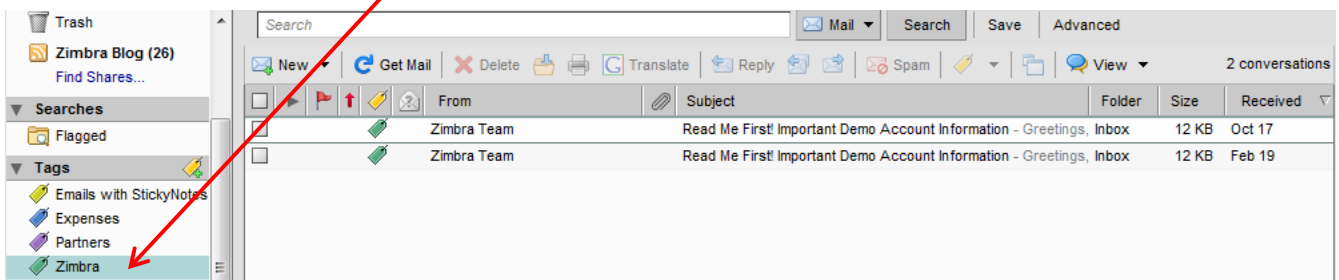 Trash
Zimbra Blog (26)
Find Shares...
Searches
Flagged
Tags
Emails with StickyNotes
Expenses
Partners
Zimbra
Search Mail Search Save Advanced
New Get Mail Delete Translate Reply Spam View 2 conversations
From Subject Folder Size Received
Zimbra Team Read Me First! Important Demo Account Information - Greetings, Inbox 12 KB Oct 17
Zimbra Team Read Me First! Important Demo Account Information - Greetings, Inbox 12 KB Feb 19